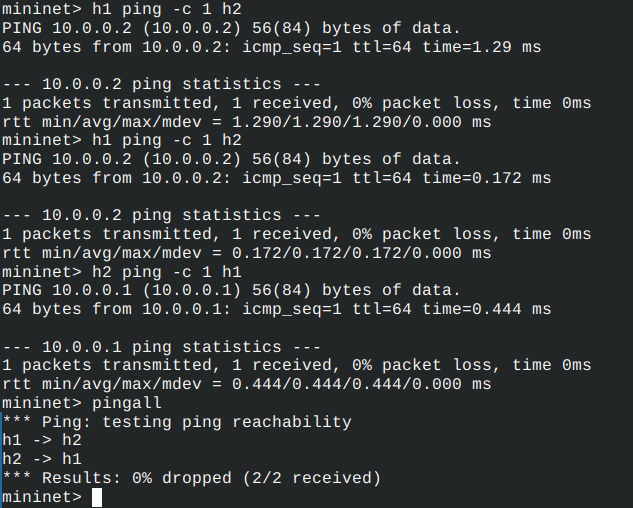 mininet> h1 ping -c 1 h2
PING 10.0.0.2 (10.0.0.2) 56(84) bytes of data.
64 bytes from 10.0.0.2: icmp_seq=1 ttl=64 time=1.29 ms

--- 10.0.0.2 ping statistics ---
1 packets transmitted, 1 received, 0% packet loss, time 0ms
rtt min/avg/max/mdev = 1.290/1.290/1.290/0.000 ms
mininet> h1 ping -c 1 h2
PING 10.0.0.2 (10.0.0.2) 56(84) bytes of data.
64 bytes from 10.0.0.2: icmp_seq=1 ttl=64 time=0.172 ms

--- 10.0.0.2 ping statistics ---
1 packets transmitted, 1 received, 0% packet loss, time 0ms
rtt min/avg/max/mdev = 0.172/0.172/0.172/0.000 ms
mininet> h2 ping -c 1 h1
PING 10.0.0.1 (10.0.0.1) 56(84) bytes of data.
64 bytes from 10.0.0.1: icmp_seq=1 ttl=64 time=0.444 ms

--- 10.0.0.1 ping statistics ---
1 packets transmitted, 1 received, 0% packet loss, time 0ms
rtt min/avg/max/mdev = 0.444/0.444/0.444/0.000 ms
mininet> pingall
*** Ping: testing ping reachability
h1 -> h2
h2 -> h1
*** Results: 0% dropped (2/2 received)
mininet>